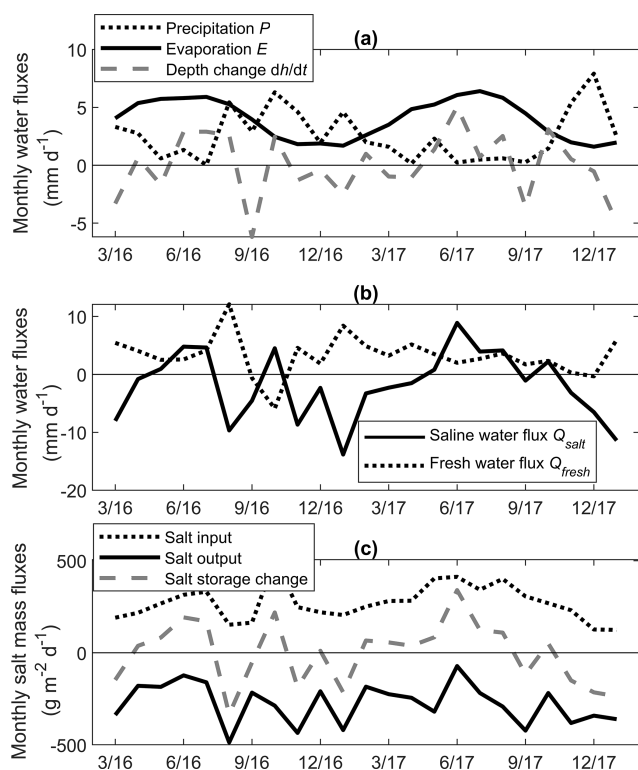 Precipitation P
(a)
Evaporation E
Depth change dh/dt
Monthly water fluxes
(mm d⁻¹)
10
5
0
-5
3/16 6/16 9/16 12/16 3/17 6/17 9/17 12/17
(b)
Monthly water fluxes
(mm d⁻¹)
10
0
-10
-20
Saline water flux Q_salt
Fresh water flux Q_fresh
3/16 6/16 9/16 12/16 3/17 6/17 9/17 12/17
Salt input
(c)
Salt output
Salt storage change
Monthly salt mass fluxes
(g m⁻² d⁻¹)
500
0
-500
3/16 6/16 9/16 12/16 3/17 6/17 9/17 12/17